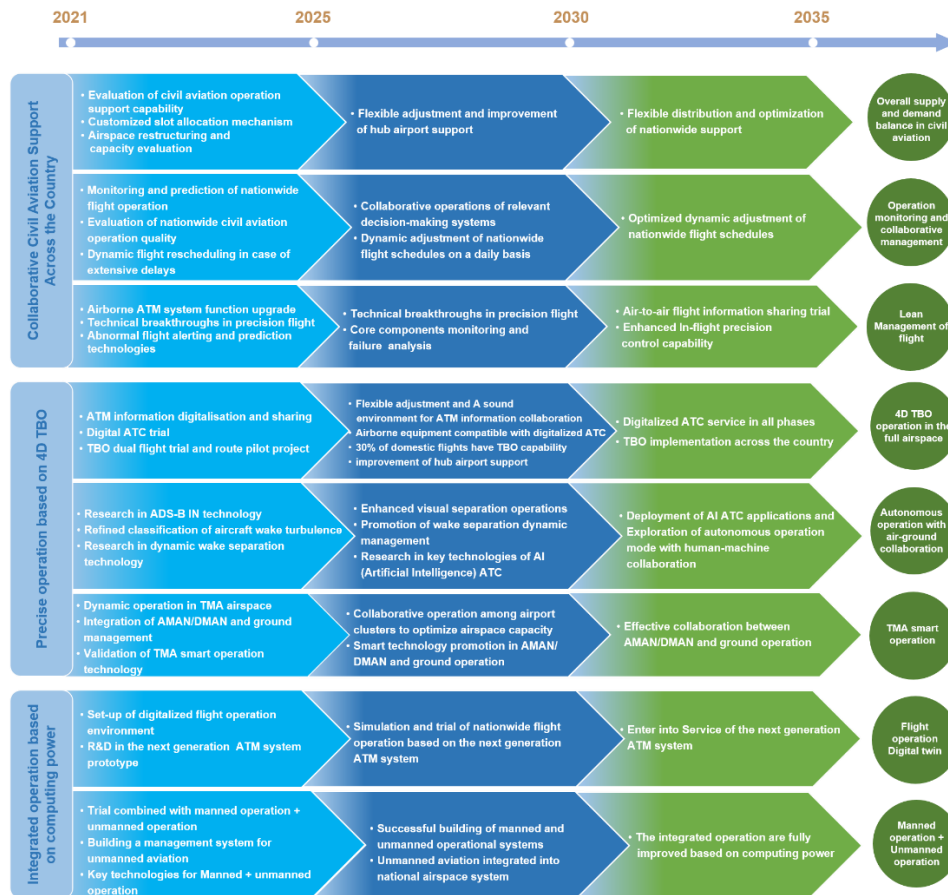 2021
2025
2030
2035
Collaborative Civil Aviation Support
Across the Country
• Evaluation of civil aviation operation
support capability
• Customized slot allocation mechanism
• Airspace restructuring and
capacity evaluation
• Flexible adjustment and improvement
of hub airport support
• Flexible distribution and optimization
of nationwide support
Overall supply
and demand
balance in civil
aviation
• Monitoring and prediction of nationwide
flight operation
• Evaluation of nationwide civil aviation
operation quality
• Dynamic flight rescheduling in case of
extensive delays
• Collaborative operations of relevant
decision-making systems
• Dynamic adjustment of nationwide
flight schedules on a daily basis
• Optimized dynamic adjustment of
nationwide flight schedules
Operation
monitoring and
collaborative
management
• Airborne ATM system function upgrade
• Technical breakthroughs in precision flight
• Abnormal flight alerting and prediction
technologies
• Technical breakthroughs in precision flight
• Core components monitoring and
failure analysis
• Air-to-air flight information sharing trial
• Enhanced In-flight precision
control capability
Lean
Management of
flight
Precise operation based on 4D TBO
• ATM information digitalisation and sharing
• Digital ATC trial
• TBO dual flight trial and route pilot project
• Flexible adjustment and A sound
environment for ATM information collaboration
• Airborne equipment compatible with digitalized ATC
• 30% of domestic flights have TBO capability
• improvement of hub airport support
• Digitalized ATC service in all phases
• TBO implementation across the country
4D TBO
operation in the
full airspace
• Research in ADS-B IN technology
• Refined classification of aircraft wake turbulence
• Research in dynamic wake separation
technology
• Enhanced visual separation operations
• Promotion of wake separation dynamic
management
• Research in key technologies of AI
(Artificial Intelligence) ATC
• Deployment of AI ATC applications and
Exploration of autonomous operation
mode with human-machine
collaboration
Autonomous
operation with
air-ground
collaboration
• Dynamic operation in TMA airspace
• Integration of AMAN/DMAN and ground
management
• Validation of TMA smart operation
technology
• Collaborative operation among airport
clusters to optimize airspace capacity
• Smart technology promotion in AMAN/
DMAN and ground operation
• Effective collaboration between
AMAN/DMAN and ground operation
TMA smart
operation
Integrated operation based
on computing power
• Set-up of digitalized flight operation
environment
• R&D in the next generation ATM system
prototype
• Simulation and trial of nationwide flight
operation based on the next generation
ATM system
• Enter into Service of the next generation
ATM system
Flight
operation
Digital twin
• Trial combined with manned operation +
unmanned operation
• Building a management system for
unmanned aviation
• Key technologies for Manned + unmanned
operation
• Successful building of manned and
unmanned operational systems
• Unmanned aviation integrated into
national airspace system
• The integrated operation are fully
improved based on computing power
Manned
operation +
Unmanned
operation